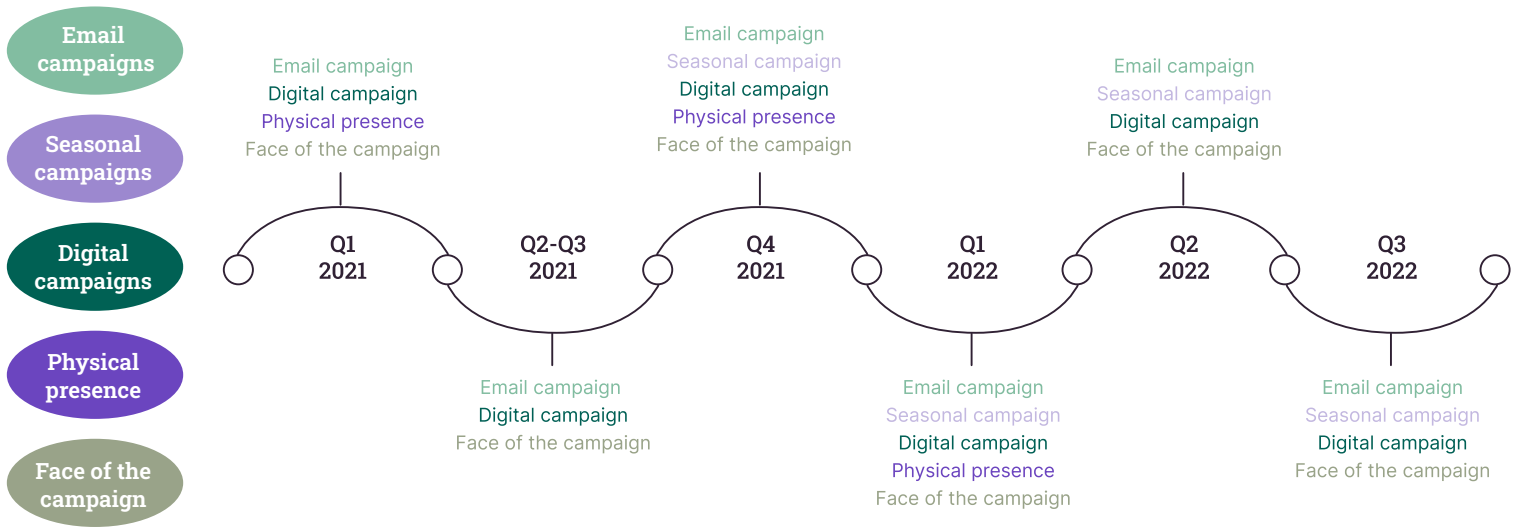 Email
campaigns
Seasonal
campaigns
Digital
campaigns
Physical
presence
Face of the
campaign
Email campaign
Digital campaign
Physical presence
Face of the campaign
Q1
2021
Q2-Q3
2021
Email campaign
Digital campaign
Face of the campaign
Email campaign
Seasonal campaign
Digital campaign
Physical presence
Face of the campaign
Q4
2021
Q1
2022
Email campaign
Seasonal campaign
Digital campaign
Physical presence
Face of the campaign
Email campaign
Seasonal campaign
Digital campaign
Face of the campaign
Q2
2022
Q3
2022
Email campaign
Seasonal campaign
Digital campaign
Face of the campaign